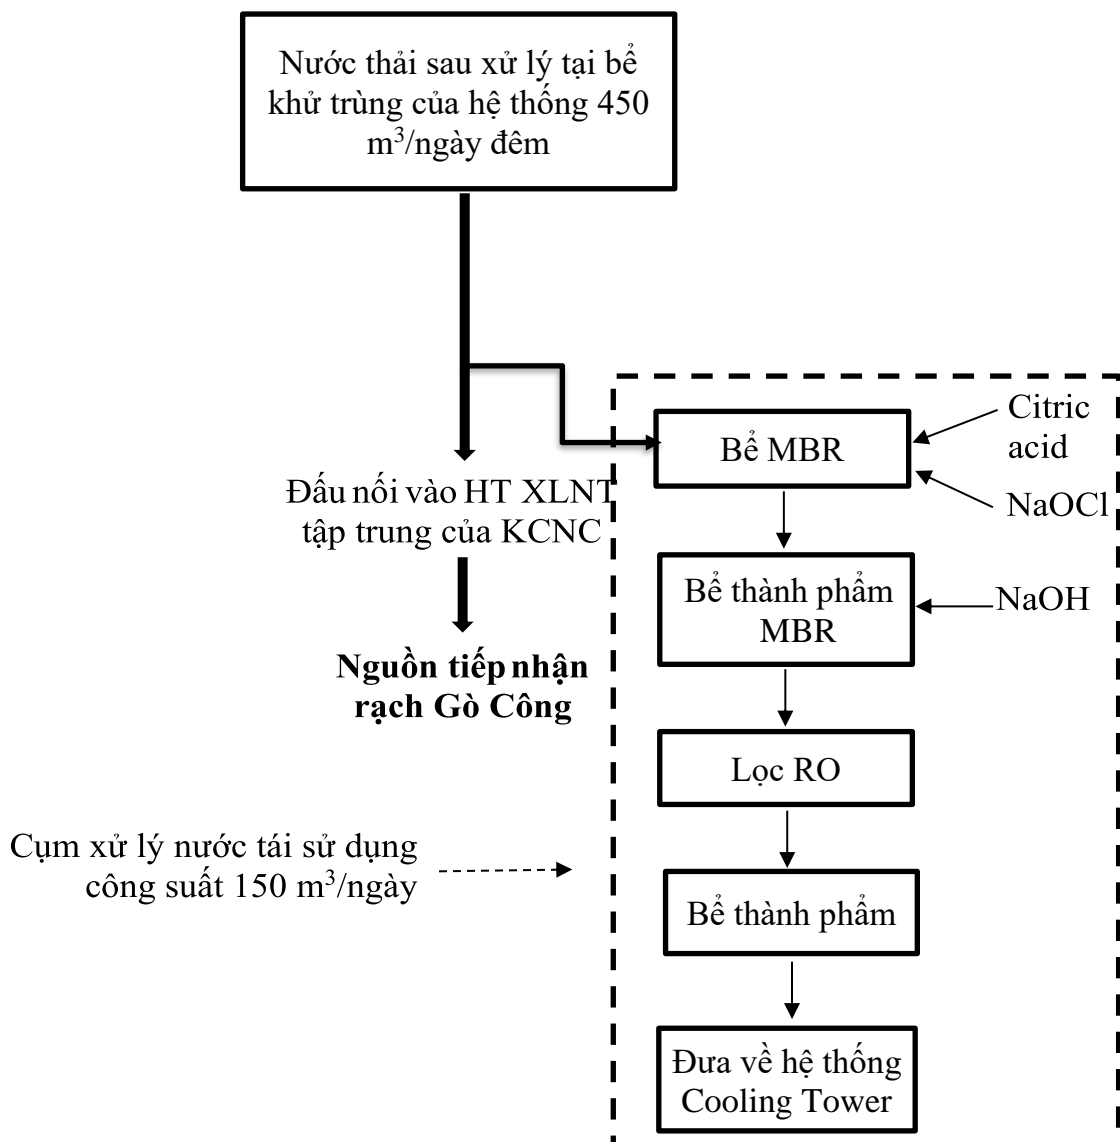 Nước thải sau xử lý tại bể
khử trùng của hệ thống 450
m³/ngày đêm
Citric
acid
Bể MBR
Đấu nối vào HT XLNT
tập trung của KCNC
NaOCl
Bể thành phẩm
MBR
NaOH
Nguồn tiếp nhận
rạch Gò Công
Lọc RO
Cụm xử lý nước tái sử dụng
công suất 150 m³/ngày
Bể thành phẩm
Đưa về hệ thống
Cooling Tower